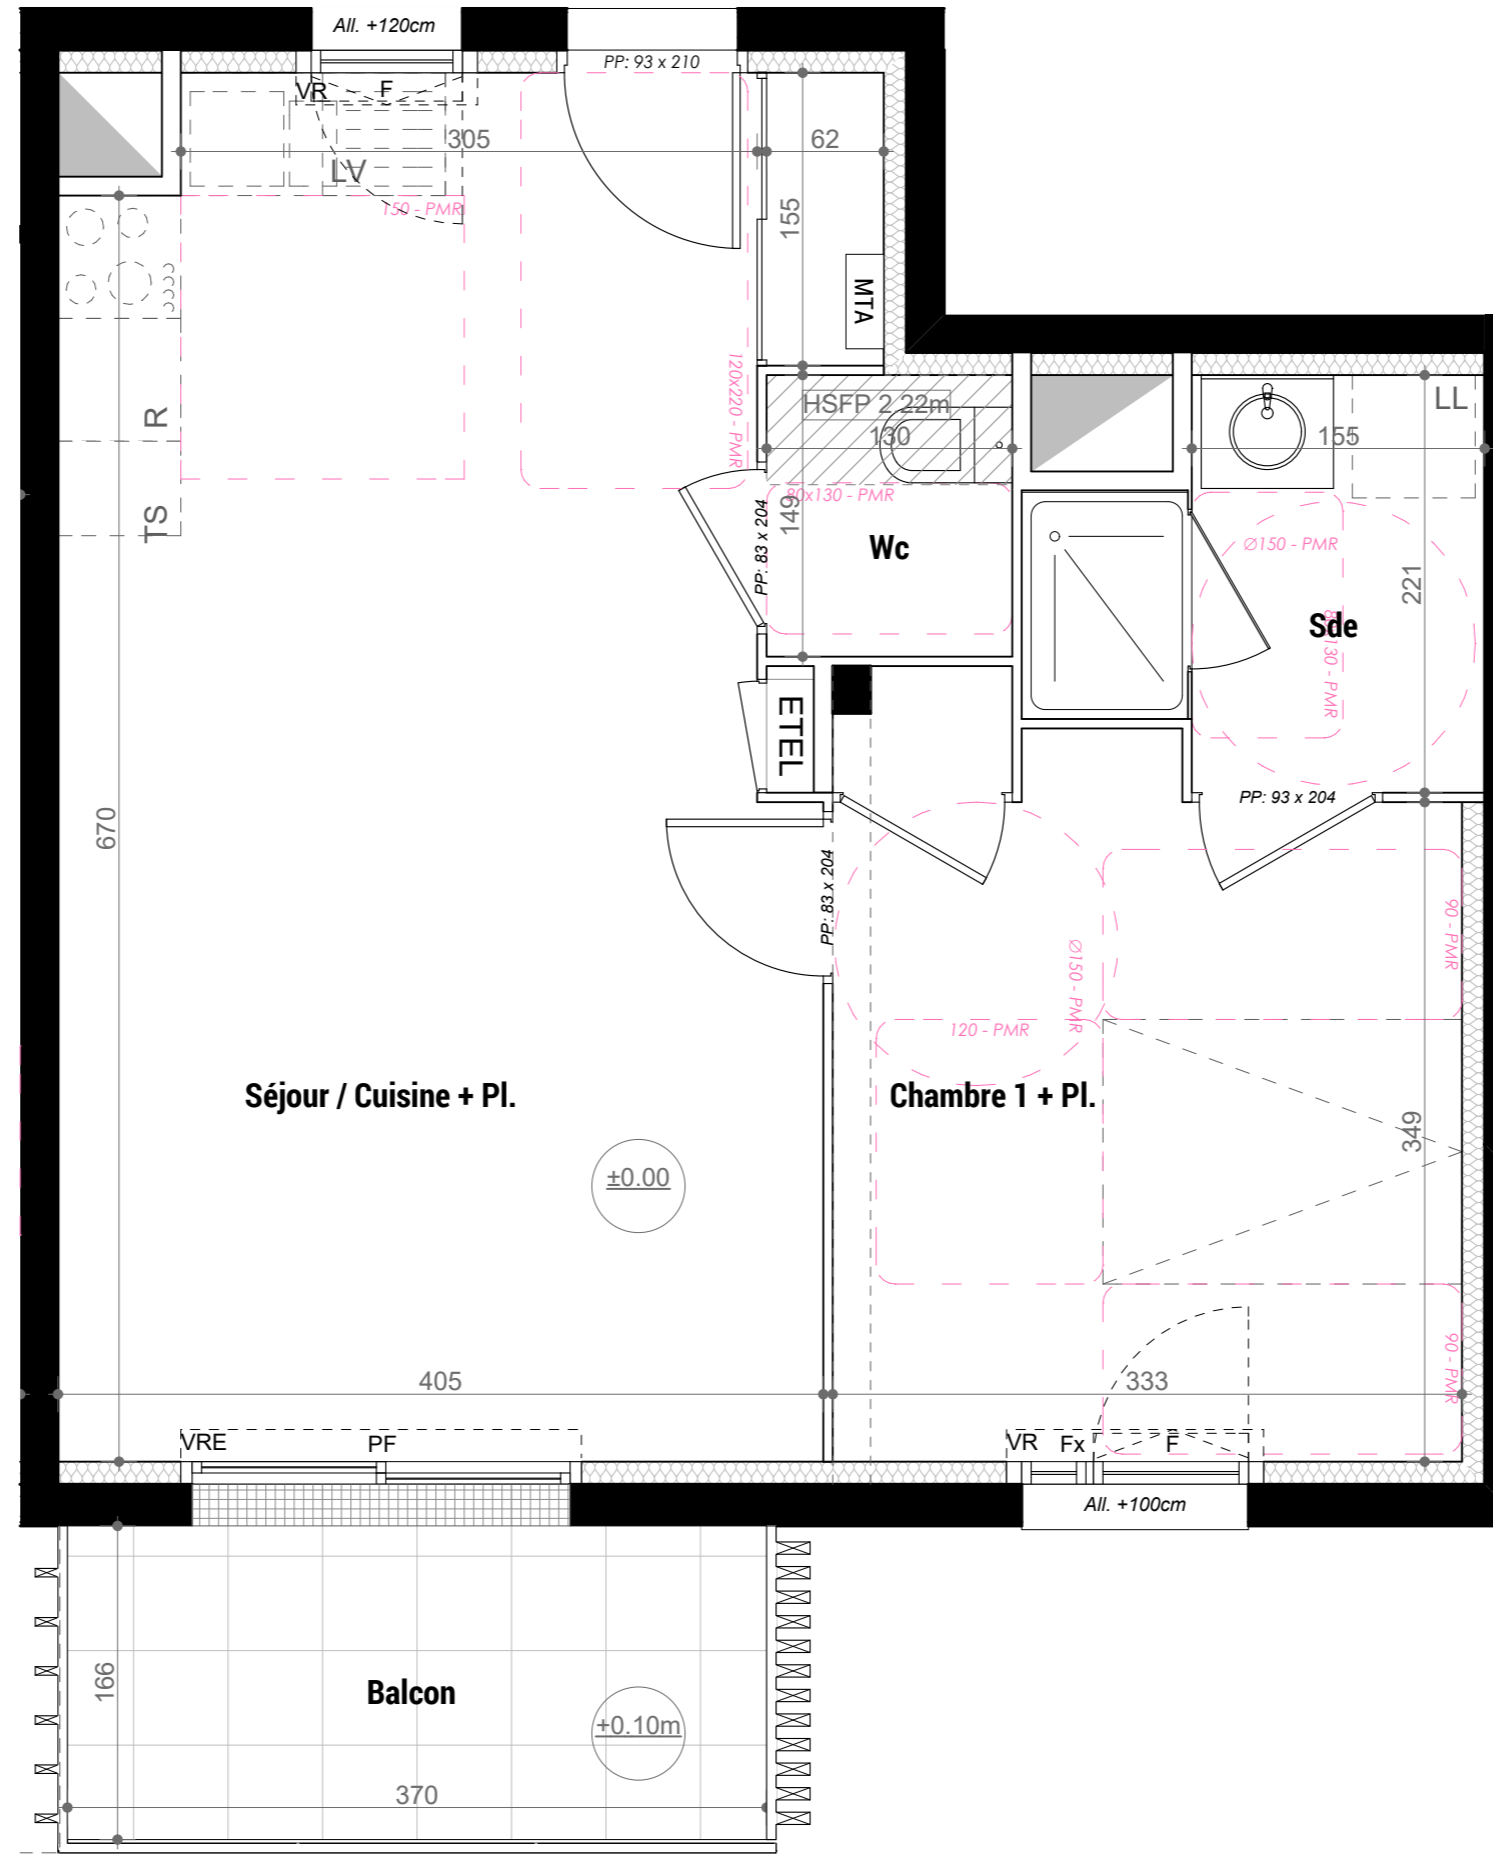 All. +120cm
PP: 93 x 210
VR
F
305
62
LV
150 - PMR
155
MTA
120x220 - PMR
HSFP 2.22m
130
LL
155
R
TS
80x130 - PMR
149
PP: 83 x 204
Wc
Ø150 - PMR
221
Sde
80x130 - PMR
ETEL
PP: 93 x 204
670
PP: 83 x 204
90 - PMR
Ø150 - PMR
120 - PMR
Séjour / Cuisine + Pl.
Chambre 1 + Pl.
349
±0.00
405
333
90 - PMR
VRE
PF
VR
Fx
F
All. +100cm
166
Balcon
+0.10m
370